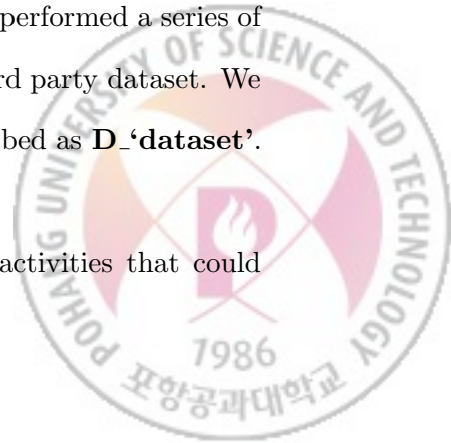 performed a series of
rd party dataset. We
bed as D_‘dataset’.
activities that could
POHANG UNIVERSITY OF SCIENCE AND TECHNOLOGY
1986
포항공과대학교